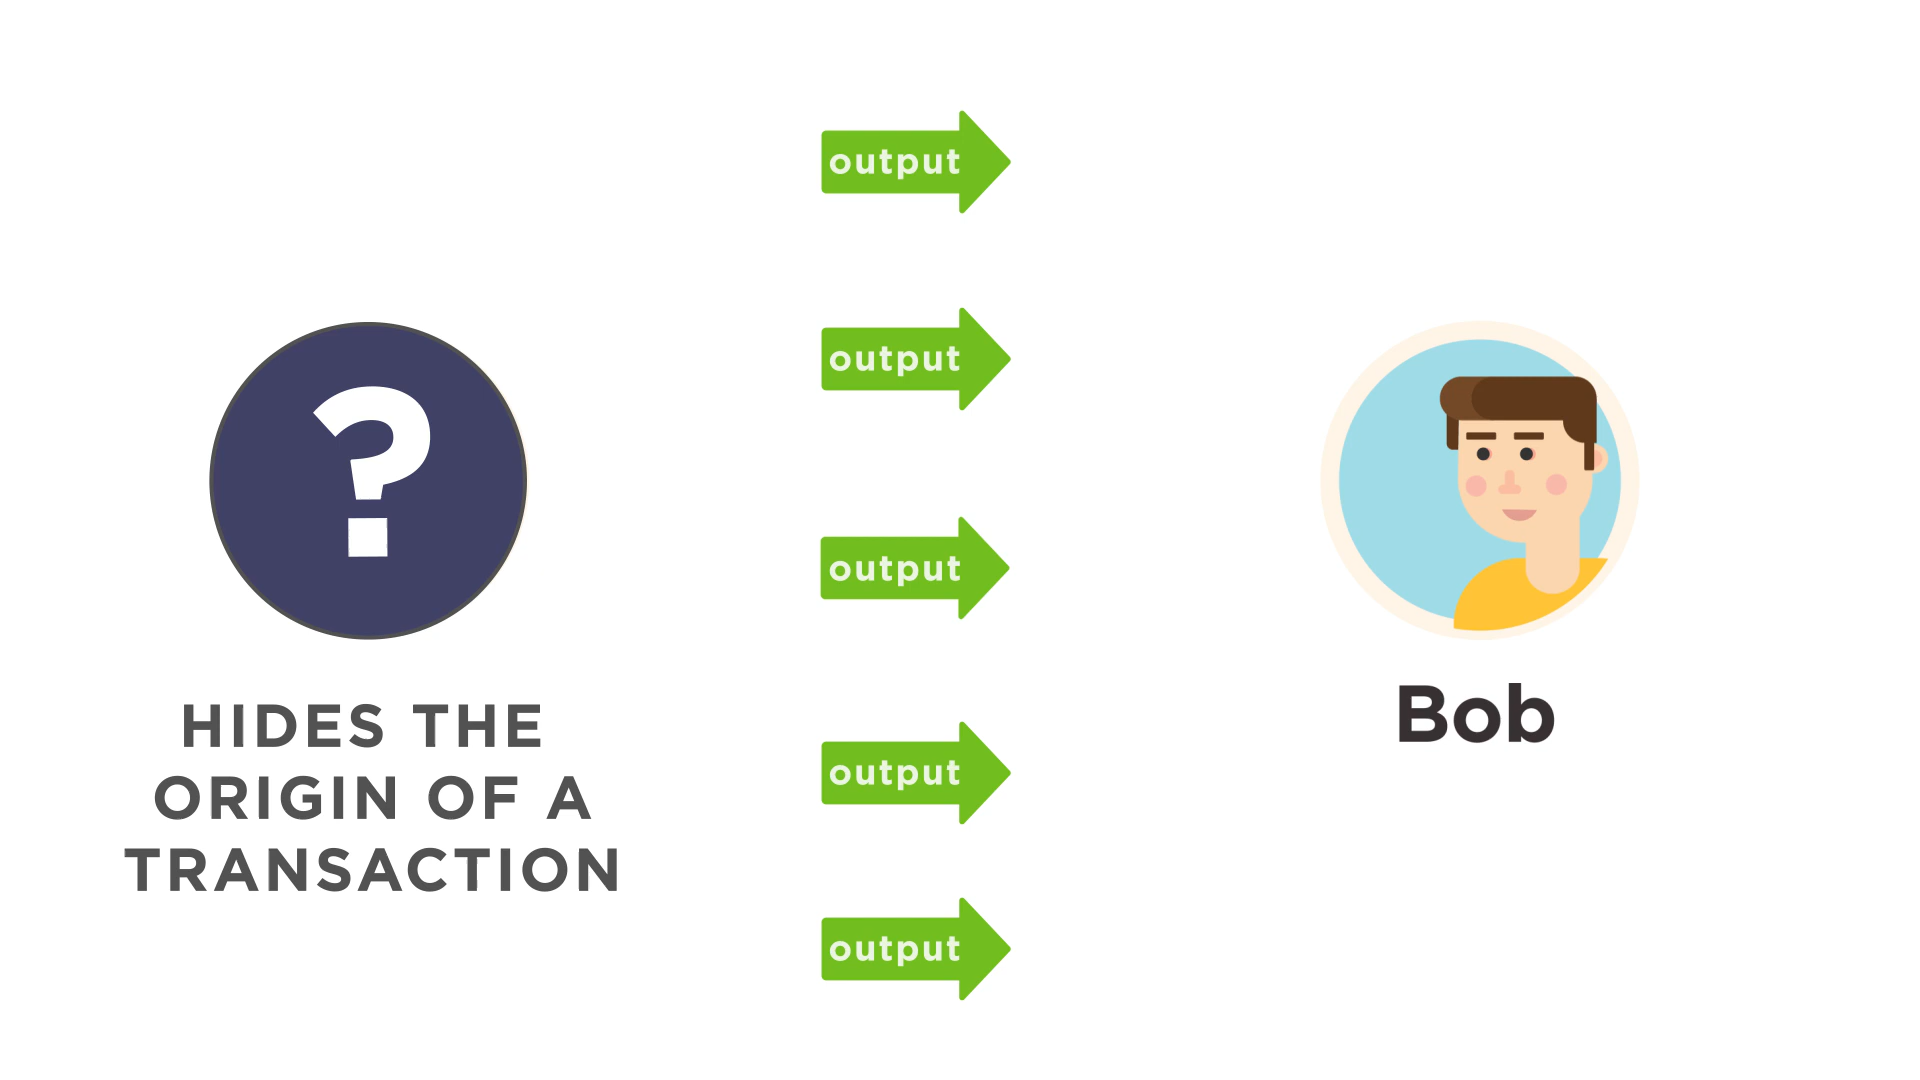 ?
HIDES THE
ORIGIN OF A
TRANSACTION
output
output
output
output
output
Bob